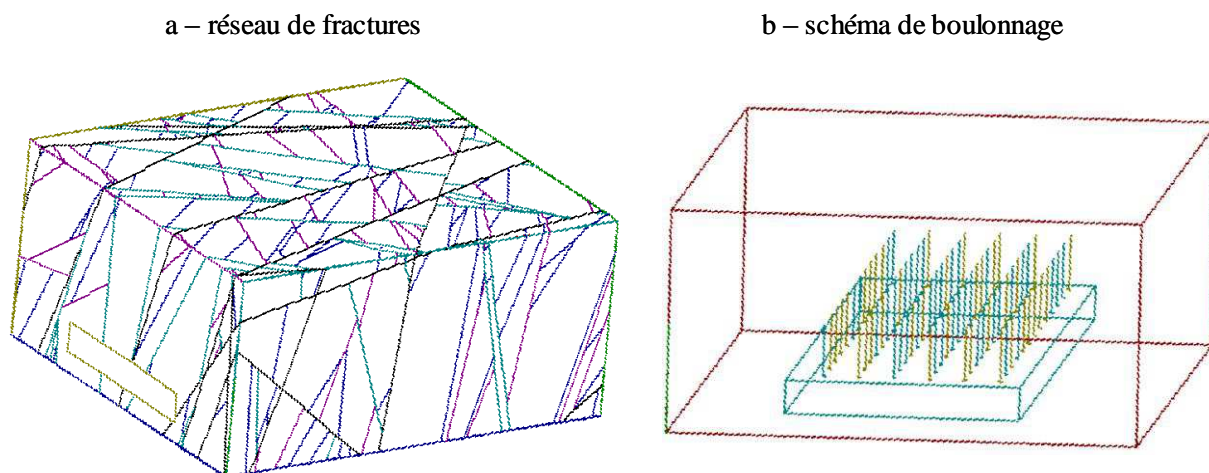 a – réseau de fractures
b – schéma de boulonnage